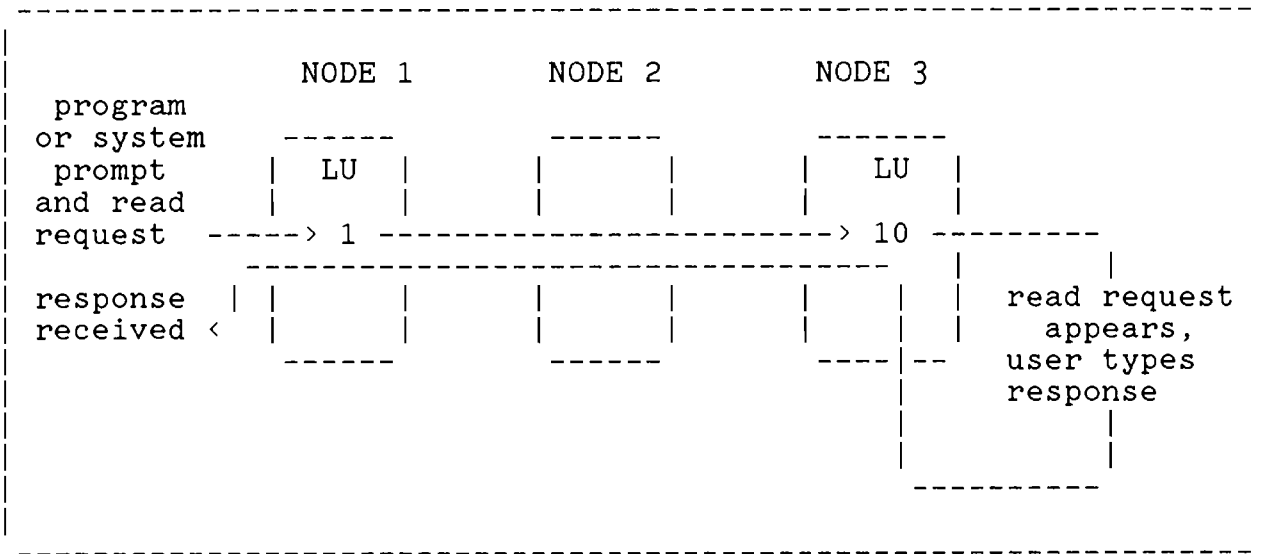 NODE 1 NODE 2 NODE 3
program
or system
prompt LU LU
and read
request -----> 1 -----------------------> 10 ---------
response read request
received < appears,
user types
response